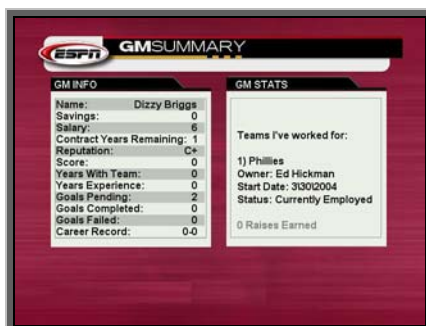 ESPN
GMSUMMARY
GM INFO
Name: Dizzy Briggs
Savings: 0
Salary: 6
Contract Years Remaining: 1
Reputation: C+
Score: 0
Years With Team: 0
Years Experience: 0
Goals Pending: 2
Goals Completed: 0
Goals Failed: 0
Career Record: 0-0
GM STATS
Teams I've worked for:
1) Phillies
Owner: Ed Hickman
Start Date: 3\30\2004
Status: Currently Employed
0 Raises Earned